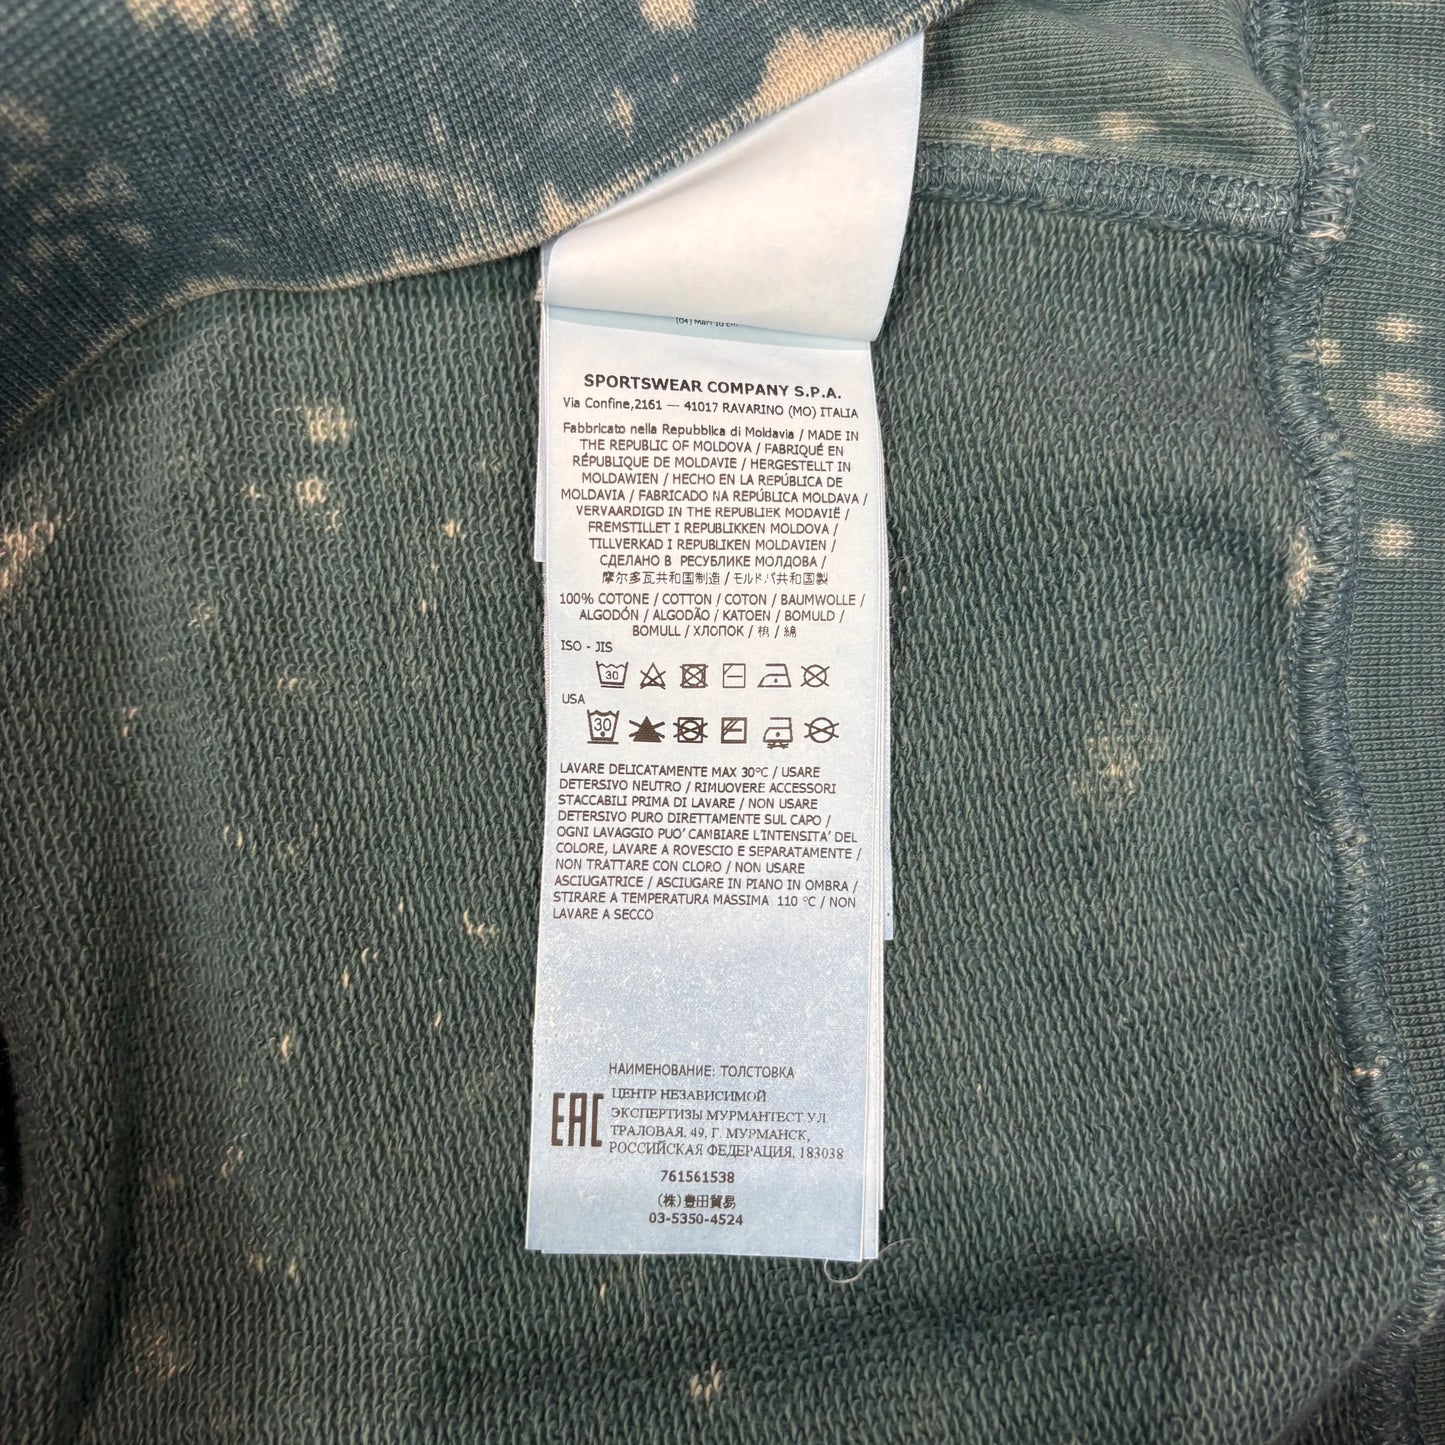 [04] Mart 10 Em
SPORTSWEAR COMPANY S.P.A.
Via Confine,2161 — 41017 RAVARINO (MO) ITALIA
Fabbricato nella Repubblica di Moldavia / MADE IN
THE REPUBLIC OF MOLDOVA / FABRIQUÉ EN
RÉPUBLIQUE DE MOLDAVIE / HERGESTELLT IN
MOLDAWIEN / HECHO EN LA REPÚBLICA DE
MOLDAVIA / FABRICADO NA REPÚBLICA MOLDAVA /
VERVAARDIGD IN THE REPUBLIEK MODAVIË /
FREMSTILLET I REPUBLIKKEN MOLDOVA /
TILLVERKAD I REPUBLIKEN MOLDAVIEN /
СДЕЛАНО В РЕСУБЛИКЕ МОЛДОВА /
摩尔多瓦共和国制造 / モルドバ共和国製
100% COTONE / COTTON / COTON / BAUMWOLLE /
ALGODÓN / ALGODÃO / KATOEN / BOMULD /
BOMULL / ХЛОПОК / 棉 / 綿
ISO - JIS
30
USA
30
LAVARE DELICATAMENTE MAX 30°C / USARE
DETERSIVO NEUTRO / RIMUOVERE ACCESSORI
STACCABILI PRIMA DI LAVARE / NON USARE
DETERSIVO PURO DIRETTAMENTE SUL CAPO /
OGNI LAVAGGIO PUO' CAMBIARE L'INTENSITA' DEL
COLORE, LAVARE A ROVESCIO E SEPARATAMENTE /
NON TRATTARE CON CLORO / NON USARE
ASCIUGATRICE / ASCIUGARE IN PIANO IN OMBRA /
STIRARE A TEMPERATURA MASSIMA 110 °C / NON
LAVARE A SECCO
НАИМЕНОВАНИЕ: ТОЛСТОВКА
EAC
ЦЕНТР НЕЗАВИСИМОЙ
ЭКСПЕРТИЗЫ МУРМАНТЕСТ УЛ.
ТРАЛОВАЯ, 49, Г. МУРМАНСК,
РОССИЙСКАЯ ФЕДЕРАЦИЯ, 183038
761561538
(株)豊田貿易
03-5350-4524